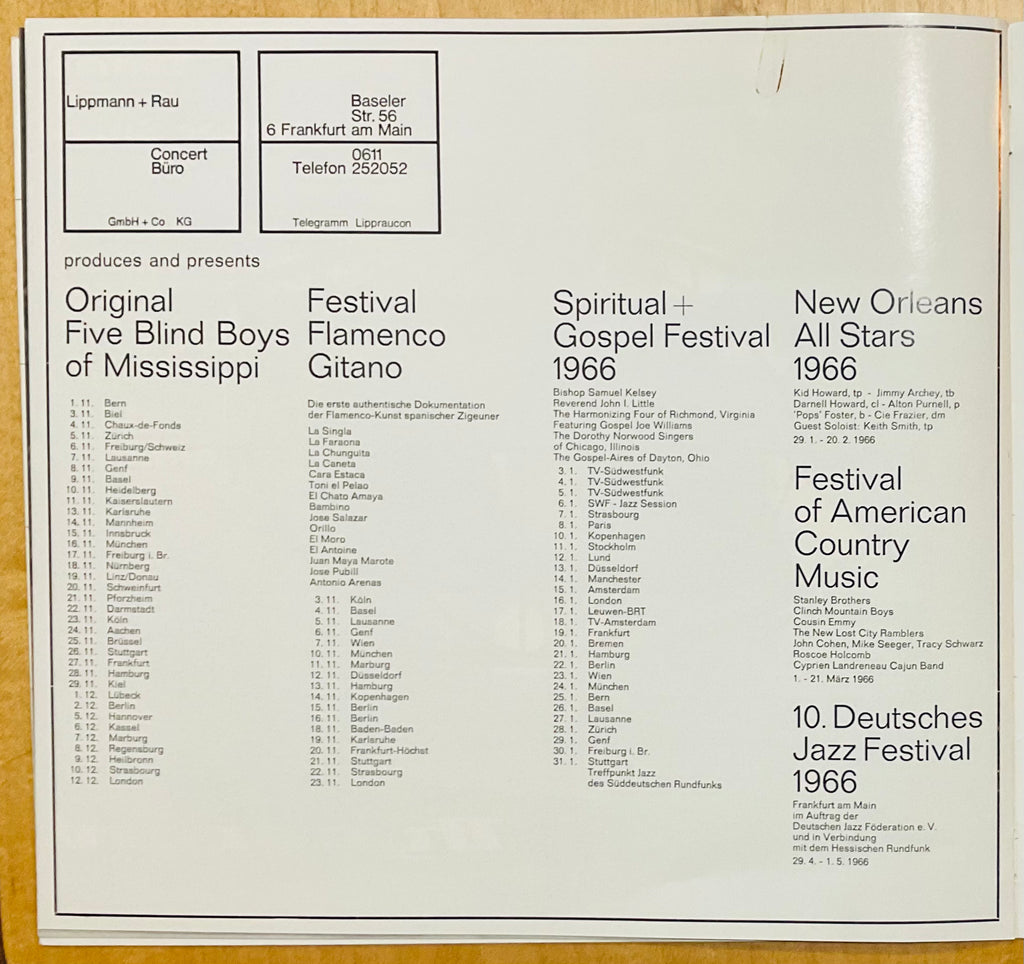 Lippmann + Rau
Concert
Büro
GmbH + Co KG
Baseler
Str. 56
6 Frankfurt am Main
0611
Telefon 252052
Telegramm Lippraucon
produces and presents
Original
Five Blind Boys
of Mississippi
1. 11. Bern
3. 11. Biel
4. 11. Chaux-de-Fonds
5. 11. Zürich
6. 11. Freiburg/Schweiz
7. 11. Lausanne
8. 11. Genf
9. 11. Basel
10. 11. Heidelberg
11. 11. Kaiserslautern
13. 11. Karlsruhe
14. 11. Mannheim
15. 11. Innsbruck
16. 11. München
17. 11. Freiburg i. Br.
18. 11. Nürnberg
19. 11. Linz/Donau
20. 11. Schweinfurt
21. 11. Pforzheim
22. 11. Darmstadt
23. 11. Köln
24. 11. Aachen
25. 11. Brüssel
26. 11. Stuttgart
27. 11. Frankfurt
28. 11. Hamburg
29. 11. Kiel
1. 12. Lübeck
2. 12. Berlin
5. 12. Hannover
6. 12. Kassel
7. 12. Marburg
8. 12. Regensburg
9. 12. Heilbronn
10. 12. Strasbourg
12. 12. London
Festival
Flamenco
Gitano
Die erste authentische Dokumentation
der Flamenco-Kunst spanischer Zigeuner
La Singla
La Faraona
La Chunguita
La Caneta
Cara Estaca
Toni el Pelao
El Chato Amaya
Bambino
Jose Salazar
Orillo
El Moro
El Antoine
Juan Maya Marote
Jose Pubill
Antonio Arenas
3. 11. Köln
4. 11. Basel
5. 11. Lausanne
6. 11. Genf
7. 11. Wien
10. 11. München
11. 11. Marburg
12. 11. Düsseldorf
13. 11. Hamburg
14. 11. Kopenhagen
15. 11. Berlin
16. 11. Berlin
18. 11. Baden-Baden
19. 11. Karlsruhe
20. 11. Frankfurt-Höchst
21. 11. Stuttgart
22. 11. Strasbourg
23. 11. London
Spiritual +
Gospel Festival
1966
Bishop Samuel Kelsey
Reverend John I. Little
The Harmonizing Four of Richmond, Virginia
Featuring Gospel Joe Williams
The Dorothy Norwood Singers
of Chicago, Illinois
The Gospel-Aires of Dayton, Ohio
3. 1. TV-Südwestfunk
4. 1. TV-Südwestfunk
5. 1. TV-Südwestfunk
6. 1. SWF - Jazz Session
7. 1. Strasbourg
8. 1. Paris
10. 1. Kopenhagen
11. 1. Stockholm
12. 1. Lund
13. 1. Düsseldorf
14. 1. Manchester
15. 1. Amsterdam
16. 1. London
17. 1. Leuwen-BRT
18. 1. TV-Amsterdam
19. 1. Frankfurt
20. 1. Bremen
21. 1. Hamburg
22. 1. Berlin
23. 1. Wien
24. 1. München
25. 1. Bern
26. 1. Basel
27. 1. Lausanne
28. 1. Zürich
29. 1. Genf
30. 1. Freiburg i. Br.
31. 1. Stuttgart
Treffpunkt Jazz
des Süddeutschen Rundfunks
New Orleans
All Stars
1966
Kid Howard, tp - Jimmy Archey, tb
Darnell Howard, cl - Alton Purnell, p
'Pops' Foster, b - Cie Frazier, dm
Guest Soloist: Keith Smith, tp
29. 1. - 20. 2. 1966
Festival
of American
Country
Music
Stanley Brothers
Clinch Mountain Boys
Cousin Emmy
The New Lost City Ramblers
John Cohen, Mike Seeger, Tracy Schwarz
Roscoe Holcomb
Cyprien Landreneau Cajun Band
1. - 21. März 1966
10. Deutsches
Jazz Festival
1966
Frankfurt am Main
im Auftrag der
Deutschen Jazz Föderation e. V.
und in Verbindung
mit dem Hessischen Rundfunk
29. 4. - 1. 5. 1966